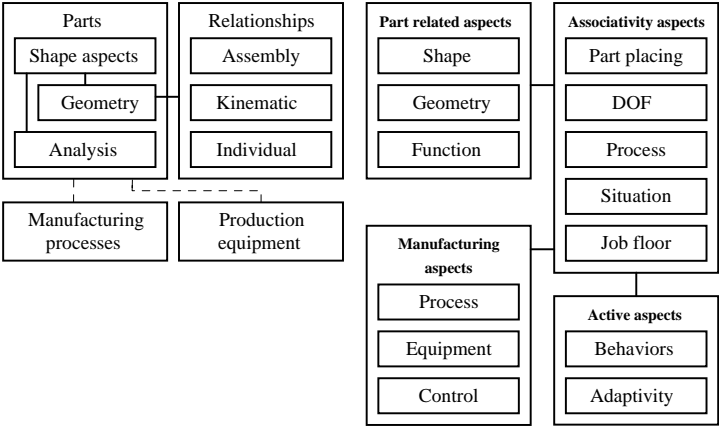 Parts
Shape aspects
Geometry
Analysis
Relationships
Assembly
Kinematic
Individual
Manufacturing
processes
Production
equipment
Part related aspects
Shape
Geometry
Function
Associativity aspects
Part placing
DOF
Process
Situation
Job floor
Manufacturing
aspects
Process
Equipment
Control
Active aspects
Behaviors
Adaptivity